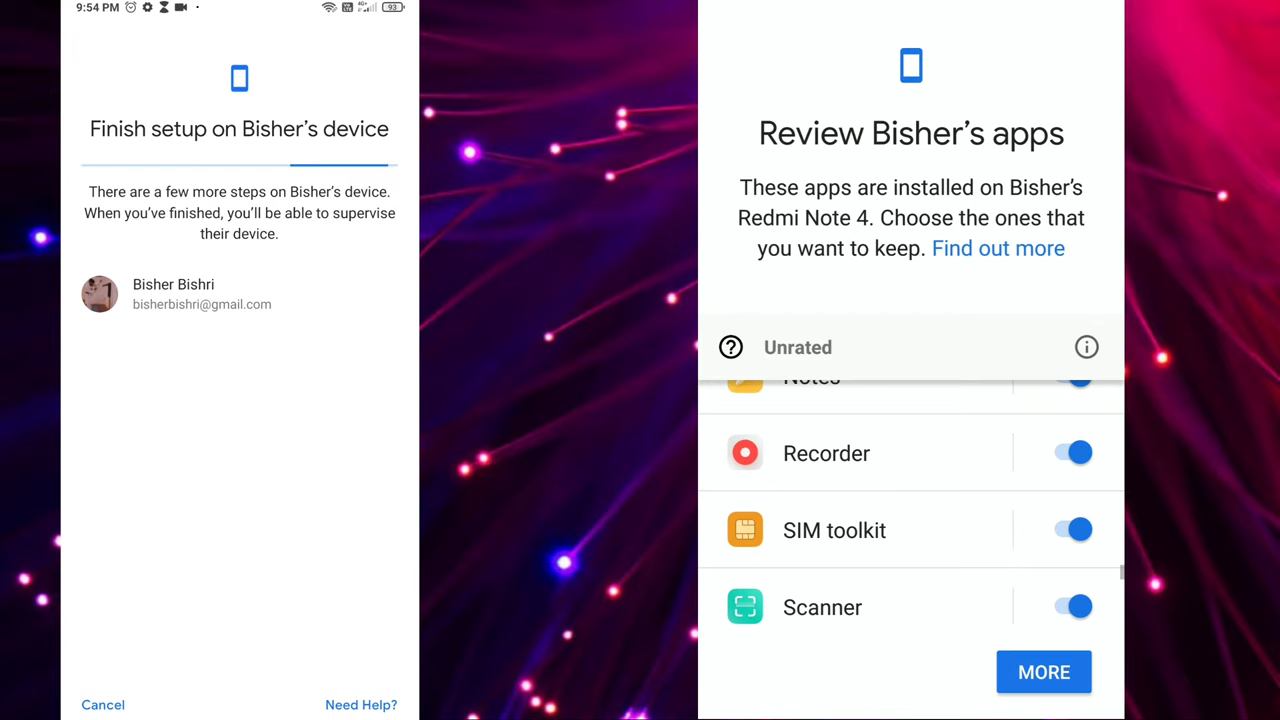 9:54 PM
93
Finish setup on Bisher's device
There are a few more steps on Bisher's device.
When you've finished, you'll be able to supervise
their device.
Bisher Bishri
bisherbishri@gmail.com
Cancel
Need Help?
Review Bisher's apps
These apps are installed on Bisher's
Redmi Note 4. Choose the ones that
you want to keep. Find out more
Unrated
Notes
Recorder
SIM toolkit
Scanner
MORE